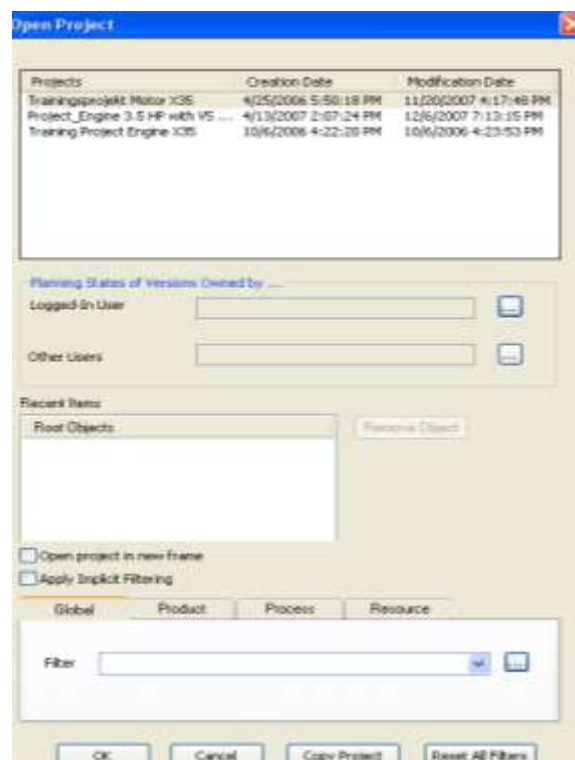 Open Project
Projects Creation Date Modification Date
Trainingsprojekt Motor X35 4/25/2006 5:50:18 PM 11/20/2007 4:17:48 PM
Project_Engine 3.5 HP with V5 ... 4/13/2007 2:07:24 PM 12/6/2007 7:13:15 PM
Training Project Engine X35 10/6/2006 4:22:20 PM 10/6/2006 4:23:53 PM
Planning States of Versions Owned by ....
Logged-In User ...
Other Users ...
Recent Items
Root Objects Remove Object
Open project in new frame
Apply Implicit Filtering
Global Product Process Resource
Filter ...
OK Cancel Copy Project Reset All Filters